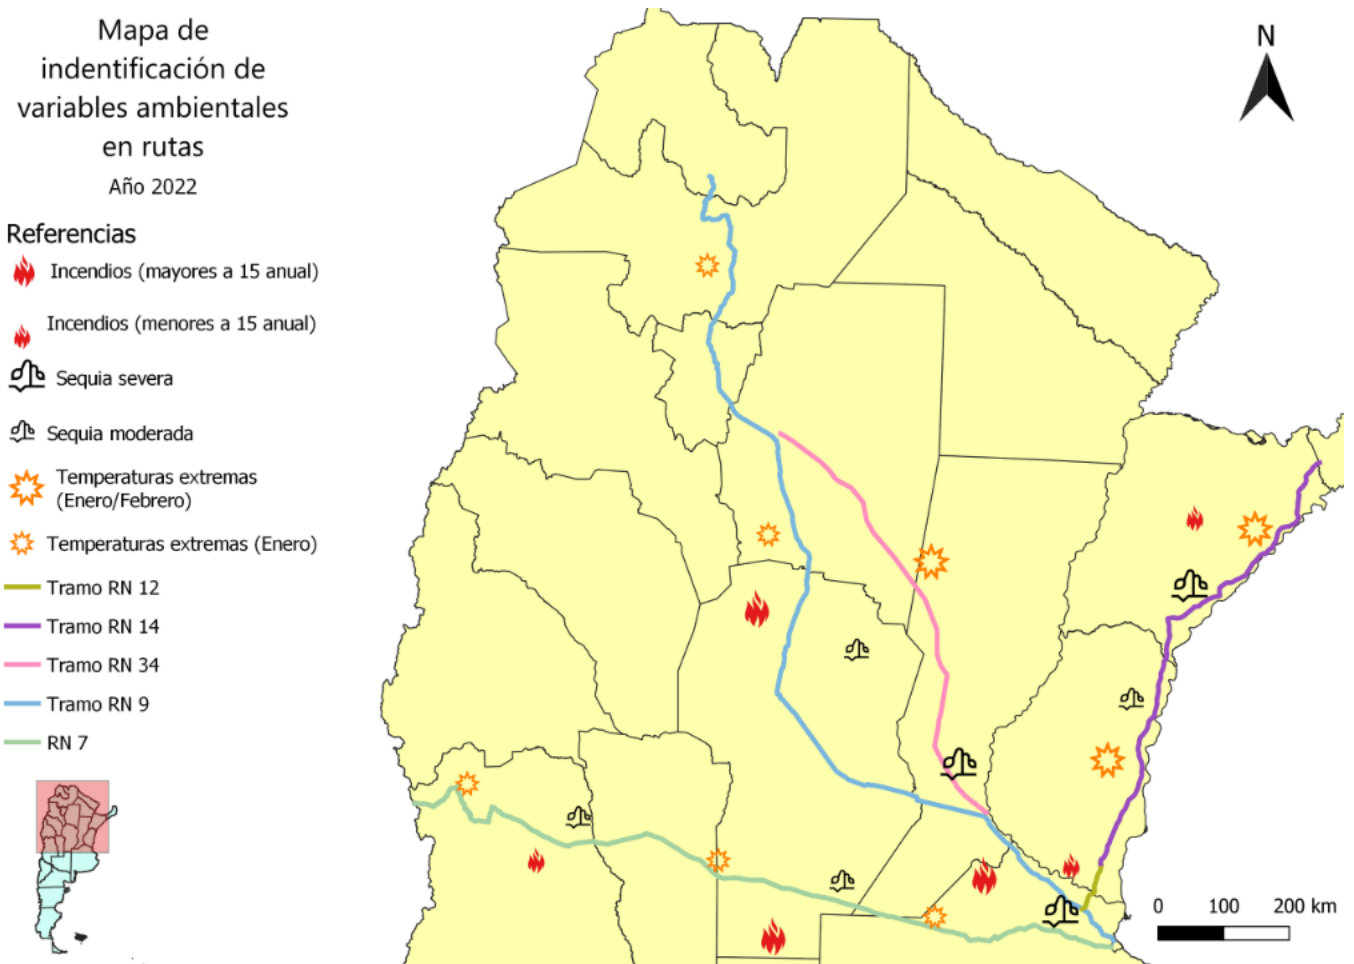 Mapa de
indentificación de
variables ambientales
en rutas
Año 2022
Referencias
Incendios (mayores a 15 anual)
Incendios (menores a 15 anual)
Sequia severa
Sequia moderada
Temperaturas extremas
(Enero/Febrero)
Temperaturas extremas (Enero)
Tramo RN 12
Tramo RN 14
Tramo RN 34
Tramo RN 9
RN 7
N
0 100 200 km